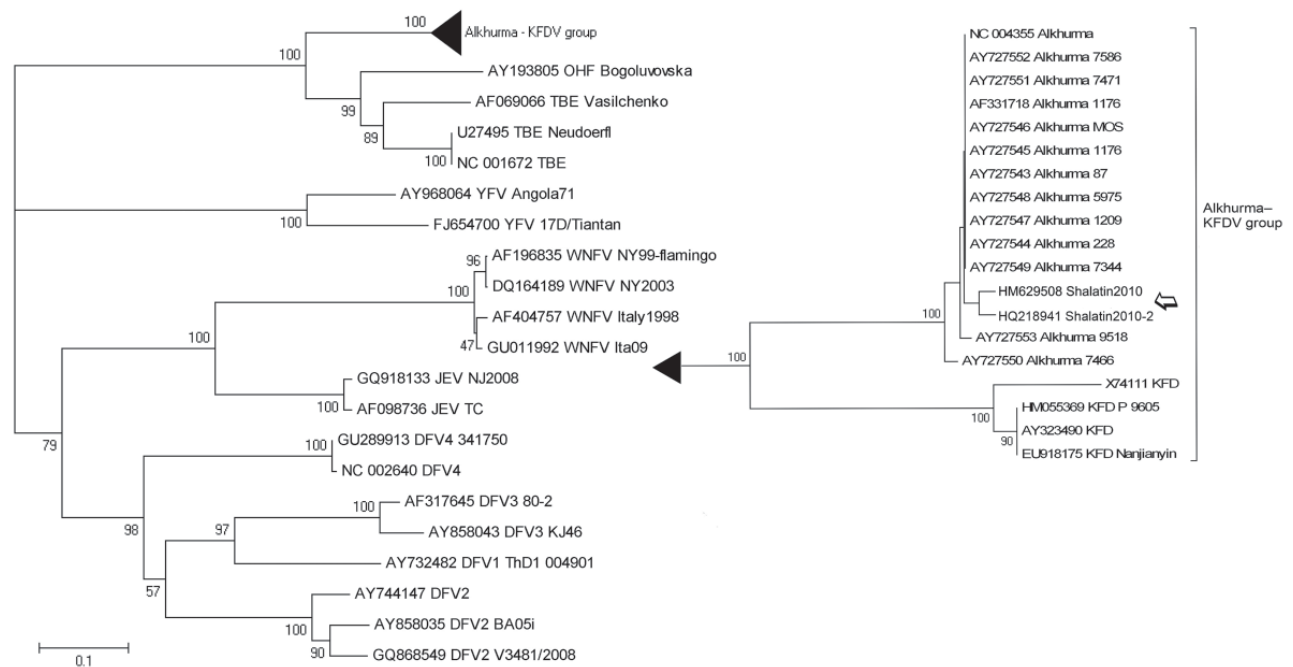 100
Alkhurma - KFDV group
100
AY193805 OHF Bogoluvovska
99
AF069066 TBE Vasilchenko
89
U27495 TBE Neudoerfl
100
NC 001672 TBE
AY968064 YFV Angola71
100
FJ654700 YFV 17D/Tiantan
96
AF196835 WNFV NY99-flamingo
DQ164189 WNFV NY2003
100
AF404757 WNFV Italy1998
47
GU011992 WNFV Ita09
100
GQ918133 JEV NJ2008
100
AF098736 JEV TC
79
100
GU289913 DFV4 341750
NC 002640 DFV4
98
100
AF317645 DFV3 80-2
97
AY858043 DFV3 KJ46
AY732482 DFV1 ThD1 004901
57
AY744147 DFV2
100
AY858035 DFV2 BA05i
90
GQ868549 DFV2 V3481/2008
0.1
NC 004355 Alkhurma
AY727552 Alkhurma 7586
AY727551 Alkhurma 7471
AF331718 Alkhurma 1176
AY727546 Alkhurma MOS
AY727545 Alkhurma 1176
AY727543 Alkhurma 87
AY727548 Alkhurma 5975
AY727547 Alkhurma 1209
AY727544 Alkhurma 228
AY727549 Alkhurma 7344
HM629508 Shalatin2010
HQ218941 Shalatin2010-2
100
AY727553 Alkhurma 9518
AY727550 Alkhurma 7466
100
X74111 KFD
100
HM055369 KFD P 9605
AY323490 KFD
90
EU918175 KFD Nanjianyin
Alkhurma–
KFDV group